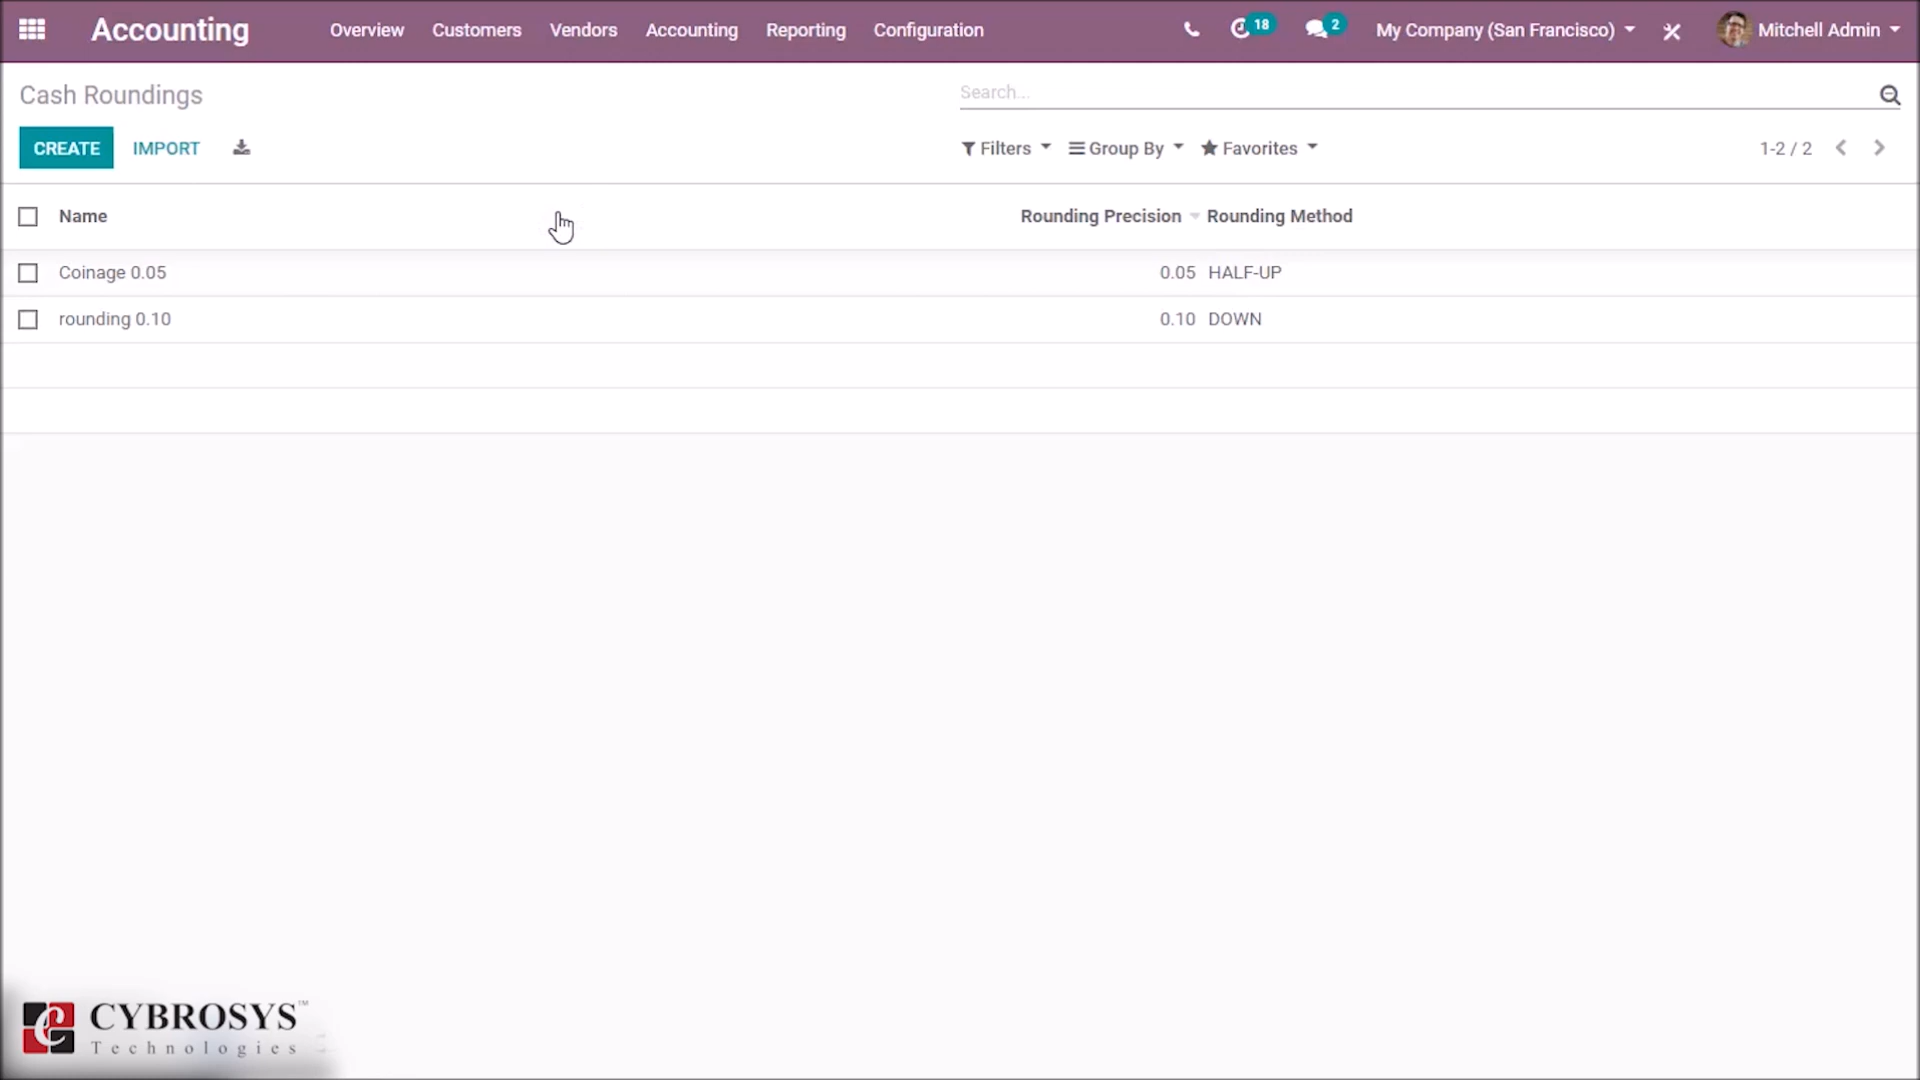 Accounting Overview Customers Vendors Accounting Reporting Configuration 18 2 My Company (San Francisco) Mitchell Admin
Cash Roundings Search...
CREATE IMPORT Filters Group By Favorites 1-2 / 2
Name Rounding Precision Rounding Method
Coinage 0.05 0.05 HALF-UP
rounding 0.10 0.10 DOWN
CYBROSYS™
Technologies